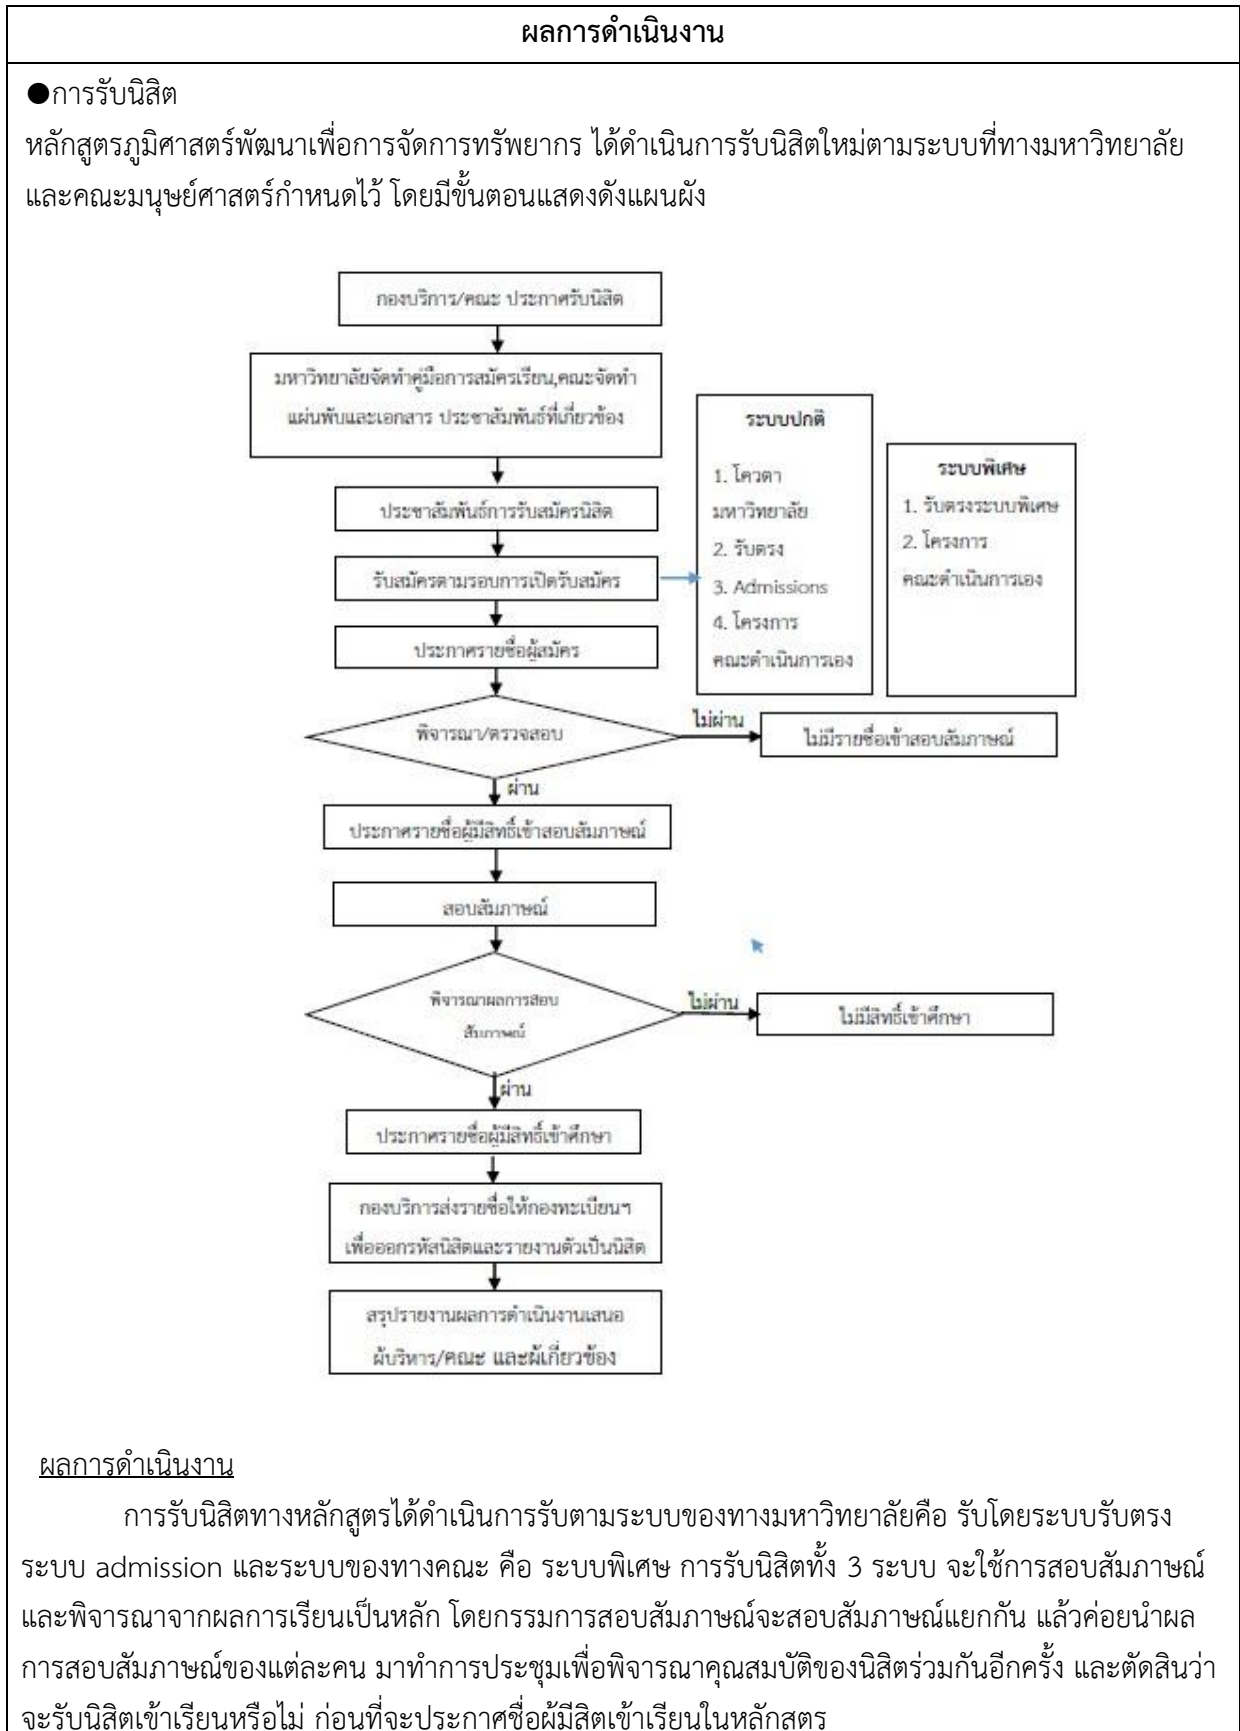 ผลการดำเนินงาน
●การรับนิสิต
หลักสูตรภูมิศาสตร์พัฒนาเพื่อการจัดการทรัพยากร ได้ดำเนินการรับนิสิตใหม่ตามระบบที่ทางมหาวิทยาลัย
และคณะมนุษย์ศาสตร์กำหนดไว้ โดยมีขั้นตอนแสดงดังแผนผัง
กองบริการ/คณะ ประกาศรับนิสิต
มหาวิทยาลัยจัดทำคู่มือการสมัครเรียน,คณะจัดทำ
แผ่นพับและเอกสาร ประชาสัมพันธ์ที่เกี่ยวข้อง
ประชาสัมพันธ์การรับสมัครนิสิต
รับสมัครตามรอบการเปิดรับสมัคร
ระบบปกติ
1. โควตา
มหาวิทยาลัย
2. รับตรง
3. Admissions
4. โครงการ
คณะดำเนินการเอง
ระบบพิเศษ
1. รับตรงระบบพิเศษ
2. โครงการ
คณะดำเนินการเอง
ประกาศรายชื่อผู้สมัคร
พิจารณา/ตรวจสอบ
ไม่ผ่าน
ไม่มีรายชื่อเข้าสอบสัมภาษณ์
ผ่าน
ประกาศรายชื่อผู้มีสิทธิ์เข้าสอบสัมภาษณ์
สอบสัมภาษณ์
พิจารณาผลการสอบ
สัมภาษณ์
ไม่ผ่าน
ไม่มีสิทธิ์เข้าศึกษา
ผ่าน
ประกาศรายชื่อผู้มีสิทธิ์เข้าศึกษา
กองบริการส่งรายชื่อให้กองทะเบียนฯ
เพื่อออกรหัสนิสิตและรายงานตัวเป็นนิสิต
สรุปรายงานผลการดำเนินงานเสนอ
ผู้บริหาร/คณะ และผู้เกี่ยวข้อง
ผลการดำเนินงาน
การรับนิสิตทางหลักสูตรได้ดำเนินการรับตามระบบของทางมหาวิทยาลัยคือ รับโดยระบบรับตรง
ระบบ admission และระบบของทางคณะ คือ ระบบพิเศษ การรับนิสิตทั้ง 3 ระบบ จะใช้การสอบสัมภาษณ์
และพิจารณาจากผลการเรียนเป็นหลัก โดยกรรมการสอบสัมภาษณ์จะสอบสัมภาษณ์แยกกัน แล้วค่อยนำผล
การสอบสัมภาษณ์ของแต่ละคน มาทำการประชุมเพื่อพิจารณาคุณสมบัติของนิสิตร่วมกันอีกครั้ง และตัดสินว่า
จะรับนิสิตเข้าเรียนหรือไม่ ก่อนที่จะประกาศชื่อผู้มีสิตเข้าเรียนในหลักสูตร